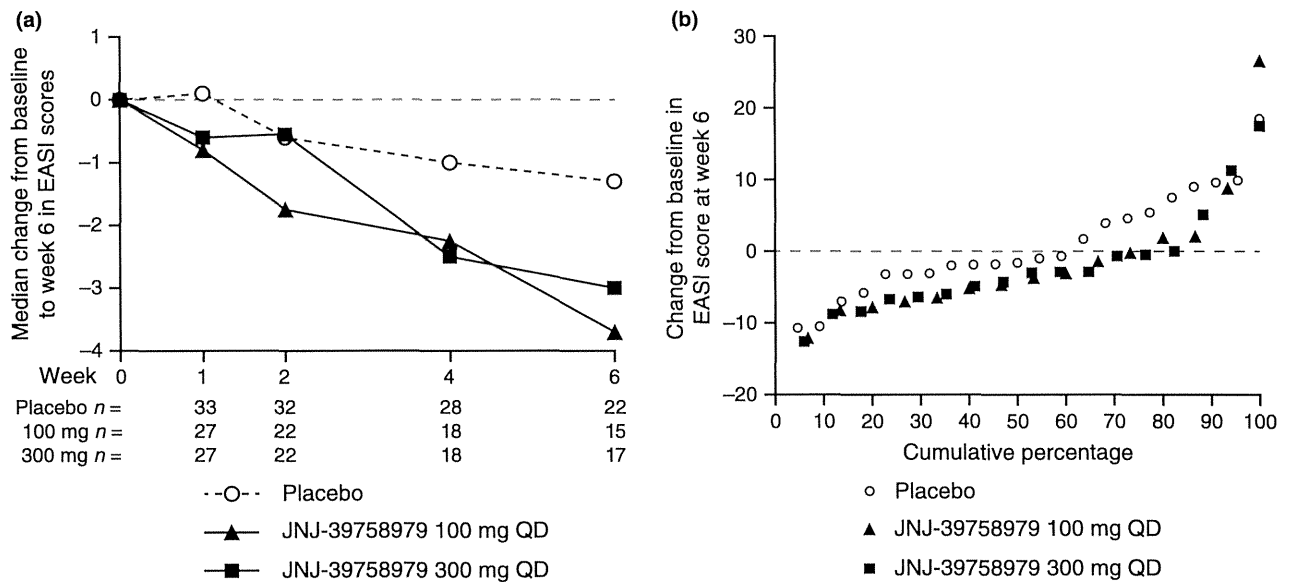 (a)
Median change from baseline
to week 6 in EASI scores
1
0
–1
–2
–3
–4
Week 0 1 2 4 6
Placebo n = 33 32 28 22
100 mg n = 27 22 18 15
300 mg n = 27 22 18 17
Placebo
JNJ-39758979 100 mg QD
JNJ-39758979 300 mg QD
(b)
Change from baseline in
EASI score at week 6
30
20
10
0
–10
–20
0 10 20 30 40 50 60 70 80 90 100
Cumulative percentage
Placebo
JNJ-39758979 100 mg QD
JNJ-39758979 300 mg QD